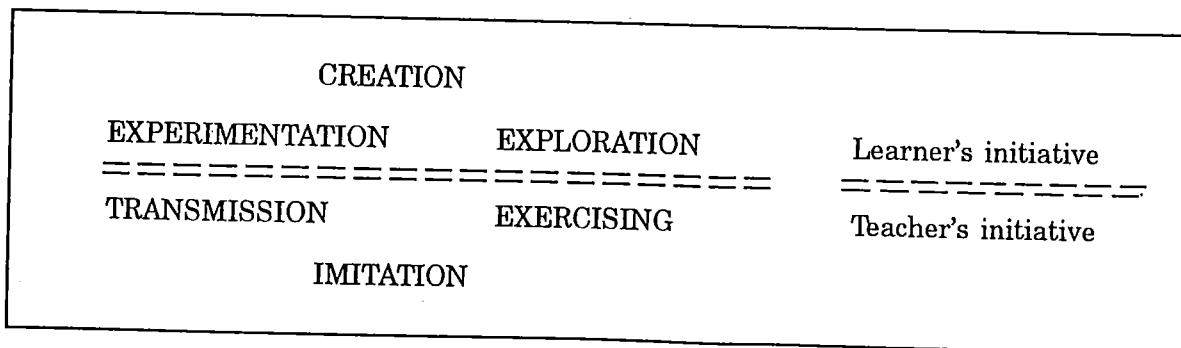 CREATION
EXPERIMENTATION EXPLORATION Learner's initiative
TRANSMISSION EXERCISING Teacher's initiative
IMITATION